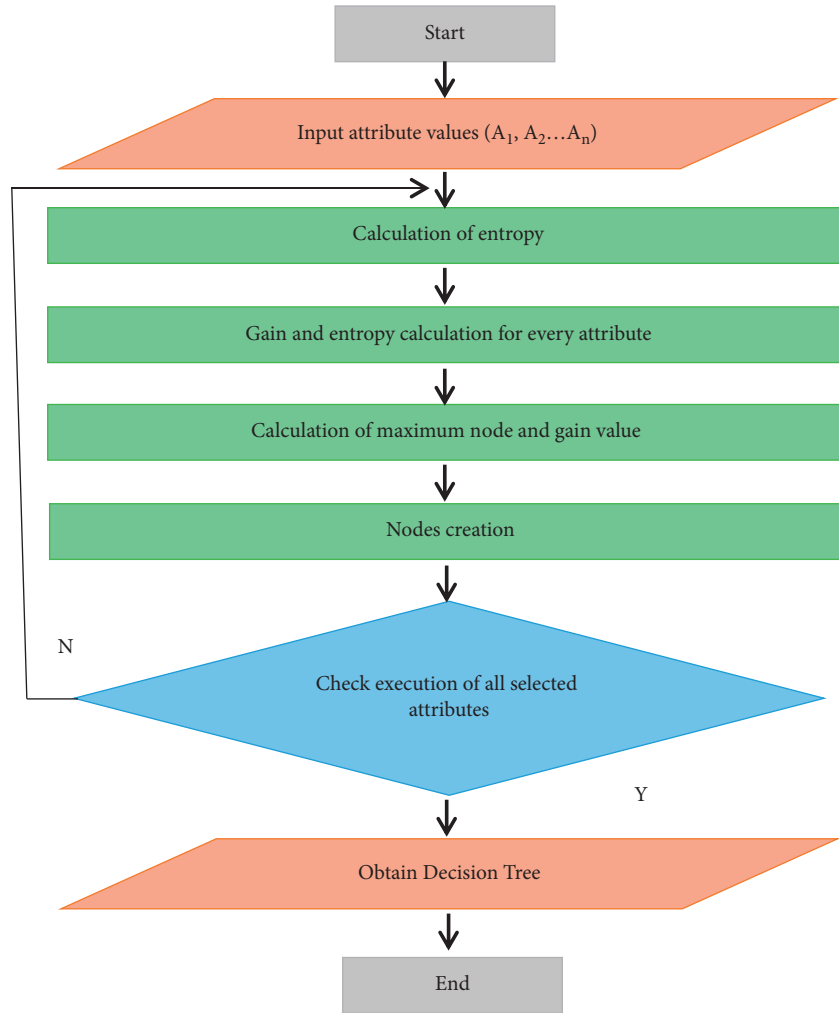 Start
Input attribute values (A₁, A₂…Aₙ)
Calculation of entropy
Gain and entropy calculation for every attribute
Calculation of maximum node and gain value
Nodes creation
N
Check execution of all selected
attributes
Y
Obtain Decision Tree
End